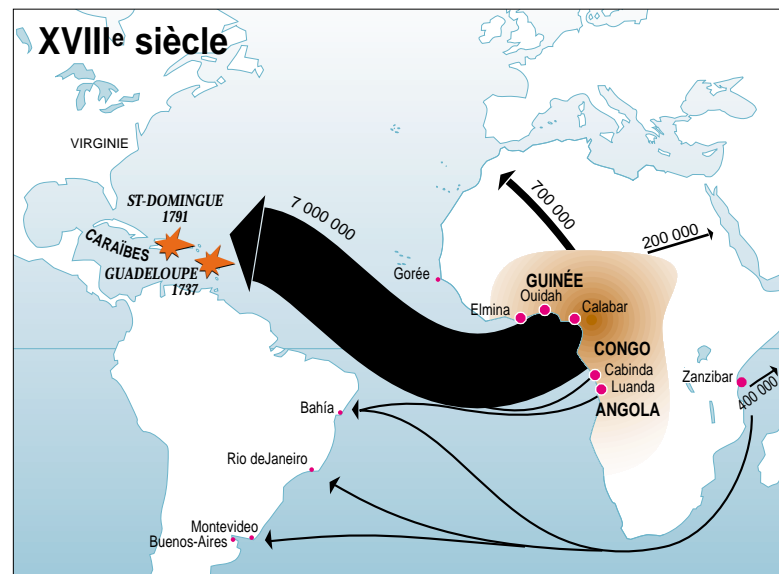 XVIIIe siècle
VIRGINIE
ST-DOMINGUE
1791
CARAÏBES
GUADELOUPE
1737
7 000 000
700 000
200 000
Gorée
GUINÉE
Ouidah
Elmina
Calabar
CONGO
Cabinda
Luanda
ANGOLA
Zanzibar
400 000
Bahía
Rio deJaneiro
Montevideo
Buenos-Aires